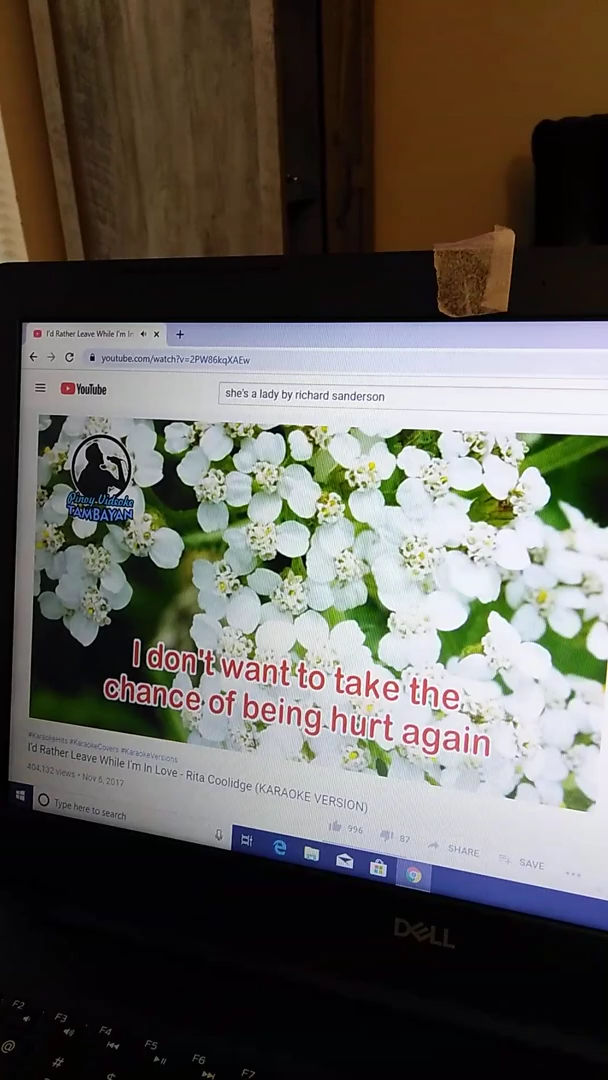 I'd Rather Leave While I'm In
youtube.com/watch?v=2PW86kqXAEw
YouTube
she's a lady by richard sanderson
Pinoy Videoke
TAMBAYAN
I don't want to take the
chance of being hurt again
#KaraokeHits #KaraokeCovers #KaraokeVersions
I'd Rather Leave While I'm In Love - Rita Coolidge (KARAOKE VERSION)
404,132 views • Nov 6, 2017
996
87
SHARE
SAVE
Type here to search
DELL
F2
F3
F4
F5
F6
F7
@
#